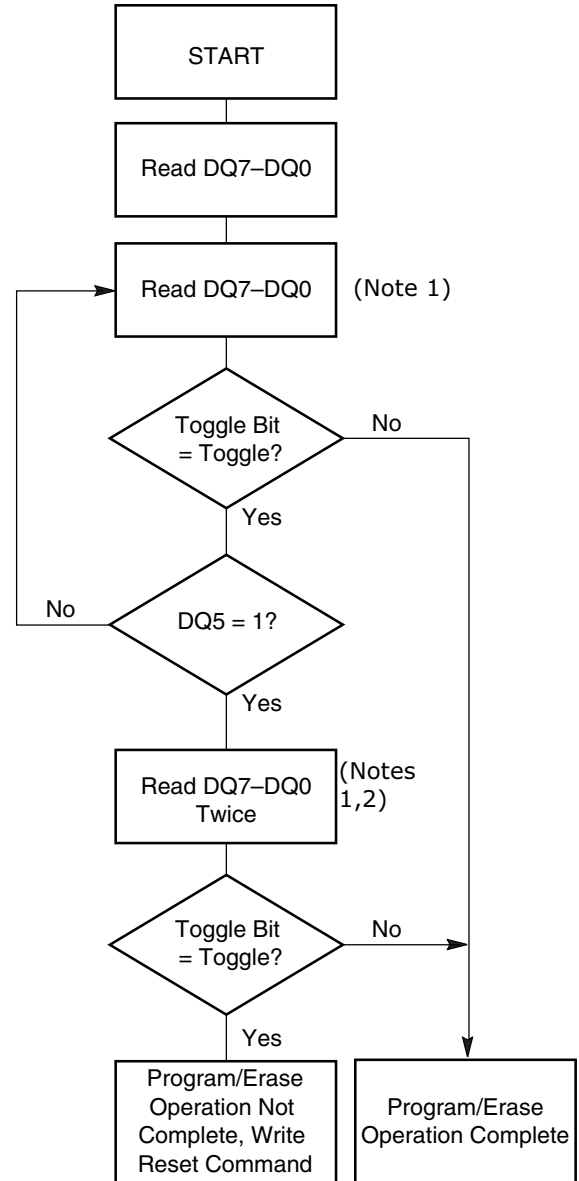 START
Read DQ7–DQ0
Read DQ7–DQ0
(Note 1)
Toggle Bit
= Toggle?
No
Yes
No
DQ5 = 1?
Yes
Read DQ7–DQ0
Twice
(Notes
1,2)
Toggle Bit
= Toggle?
No
Yes
Program/Erase
Operation Not
Complete, Write
Reset Command
Program/Erase
Operation Complete